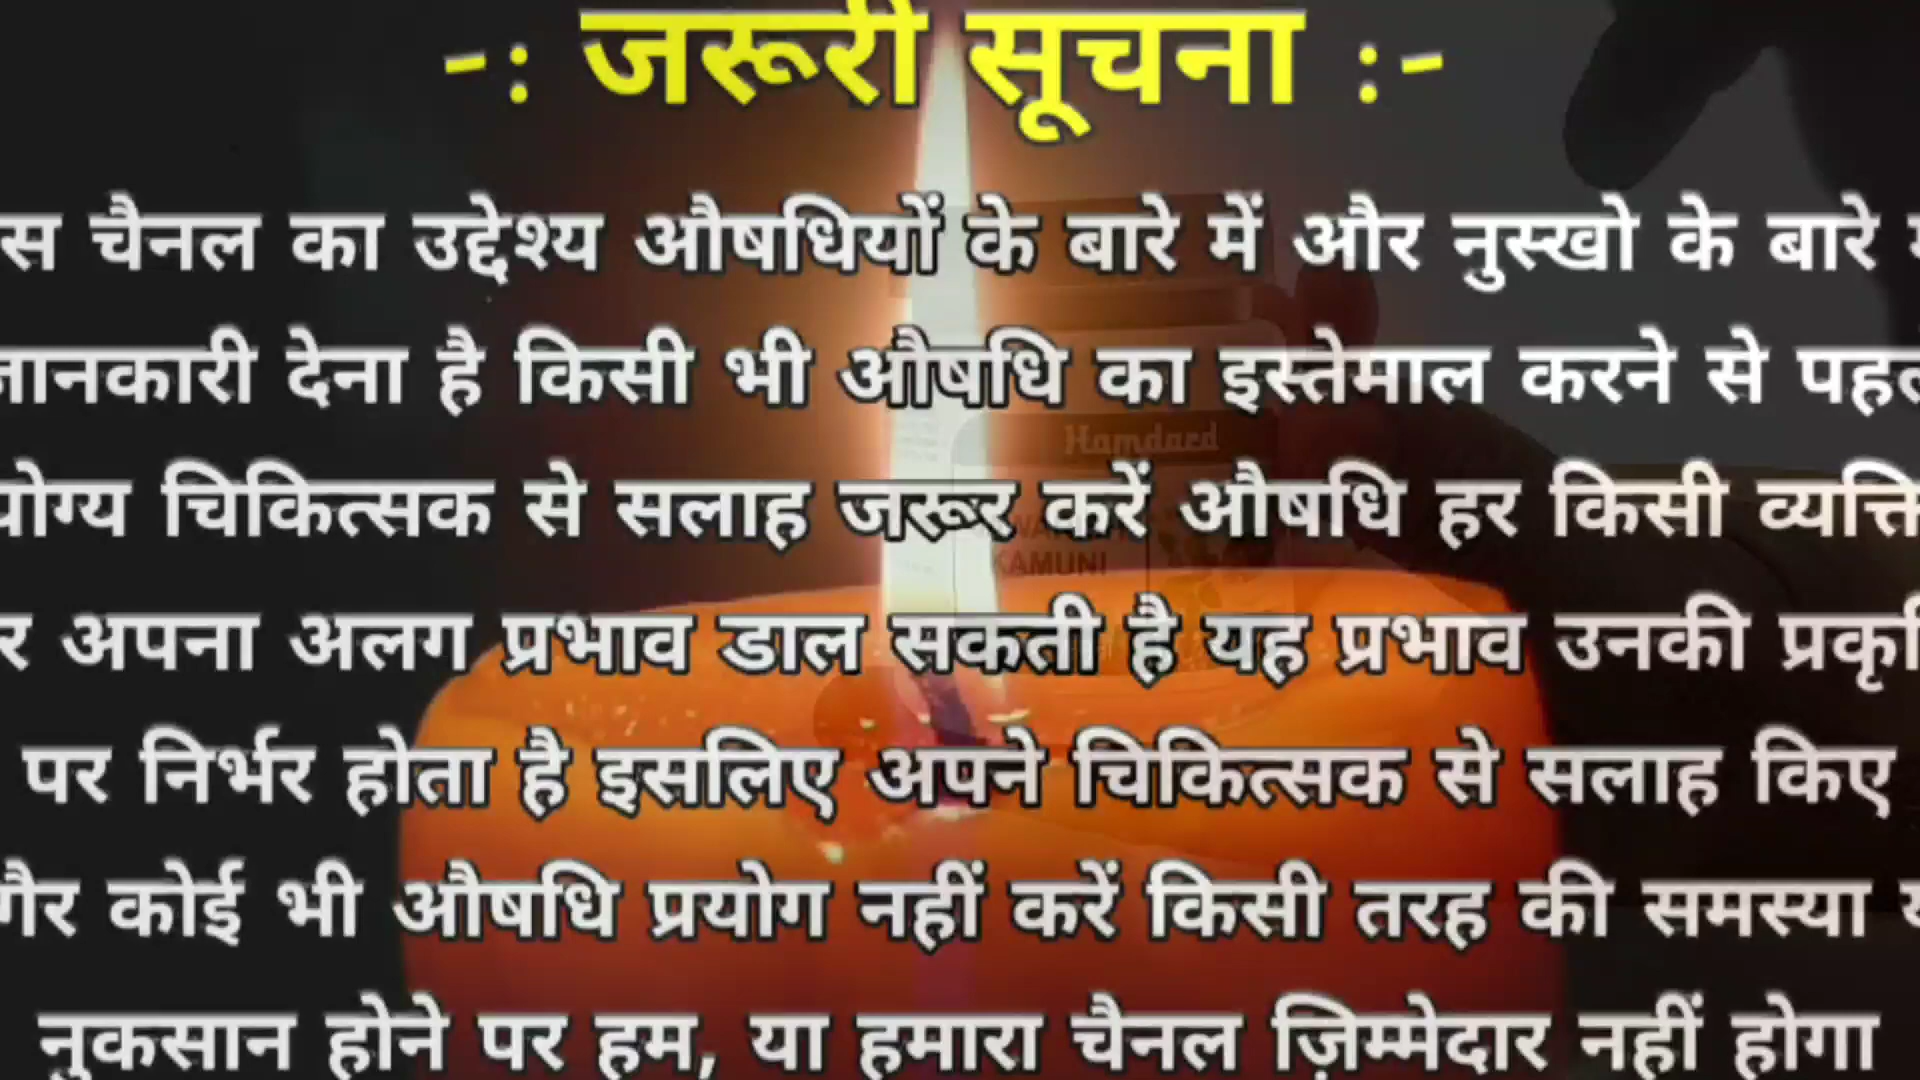 -: जरूरी सूचना :-
स चैनल का उद्देश्य औषधियों के बारे में और नुस्खो के बारे
जानकारी देना है किसी भी औषधि का इस्तेमाल करने से पहल
Hamdard
योग्य चिकित्सक से सलाह जरूर करें औषधि हर किसी व्यक्ति
KAMUNI
र अपना अलग प्रभाव डाल सकती है यह प्रभाव उनकी प्रकृति
पर निर्भर होता है इसलिए अपने चिकित्सक से सलाह किए
गैर कोई भी औषधि प्रयोग नहीं करें किसी तरह की समस्या
नुकसान होने पर हम, या हमारा चैनल ज़िम्मेदार नहीं होगा